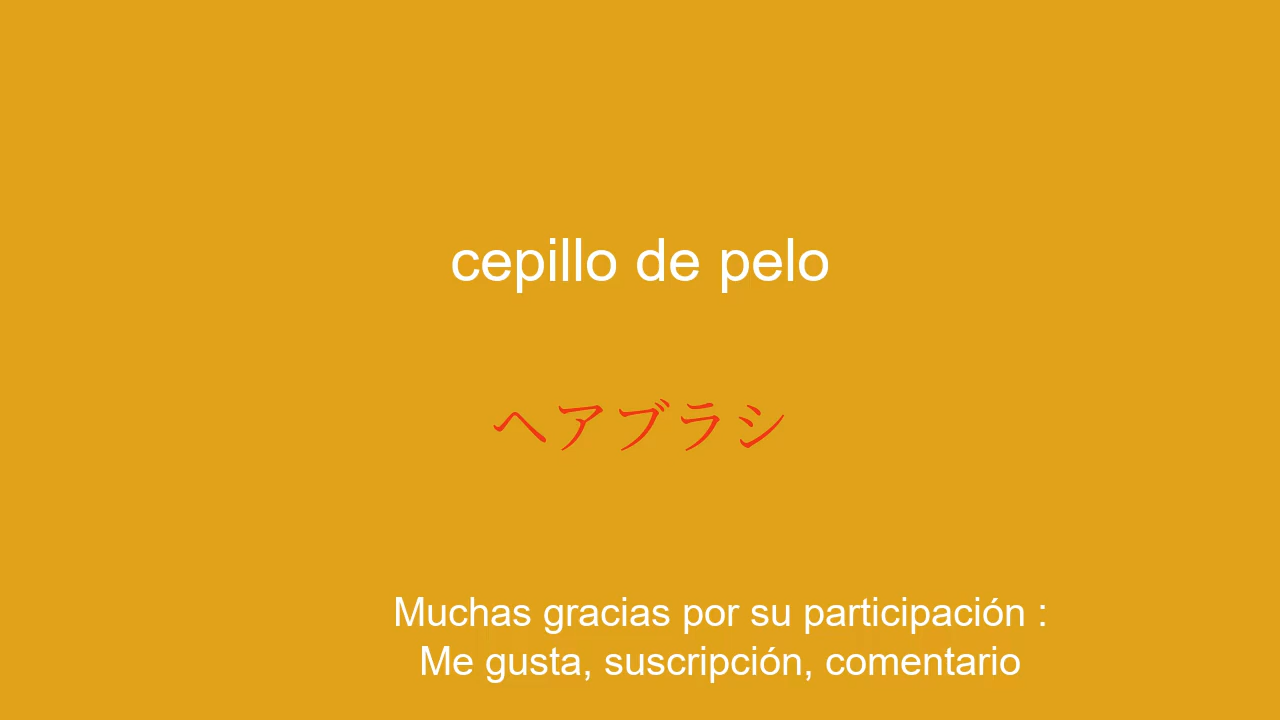 cepillo de pelo
ヘアブラシ
Muchas gracias por su participación :
Me gusta, suscripción, comentario